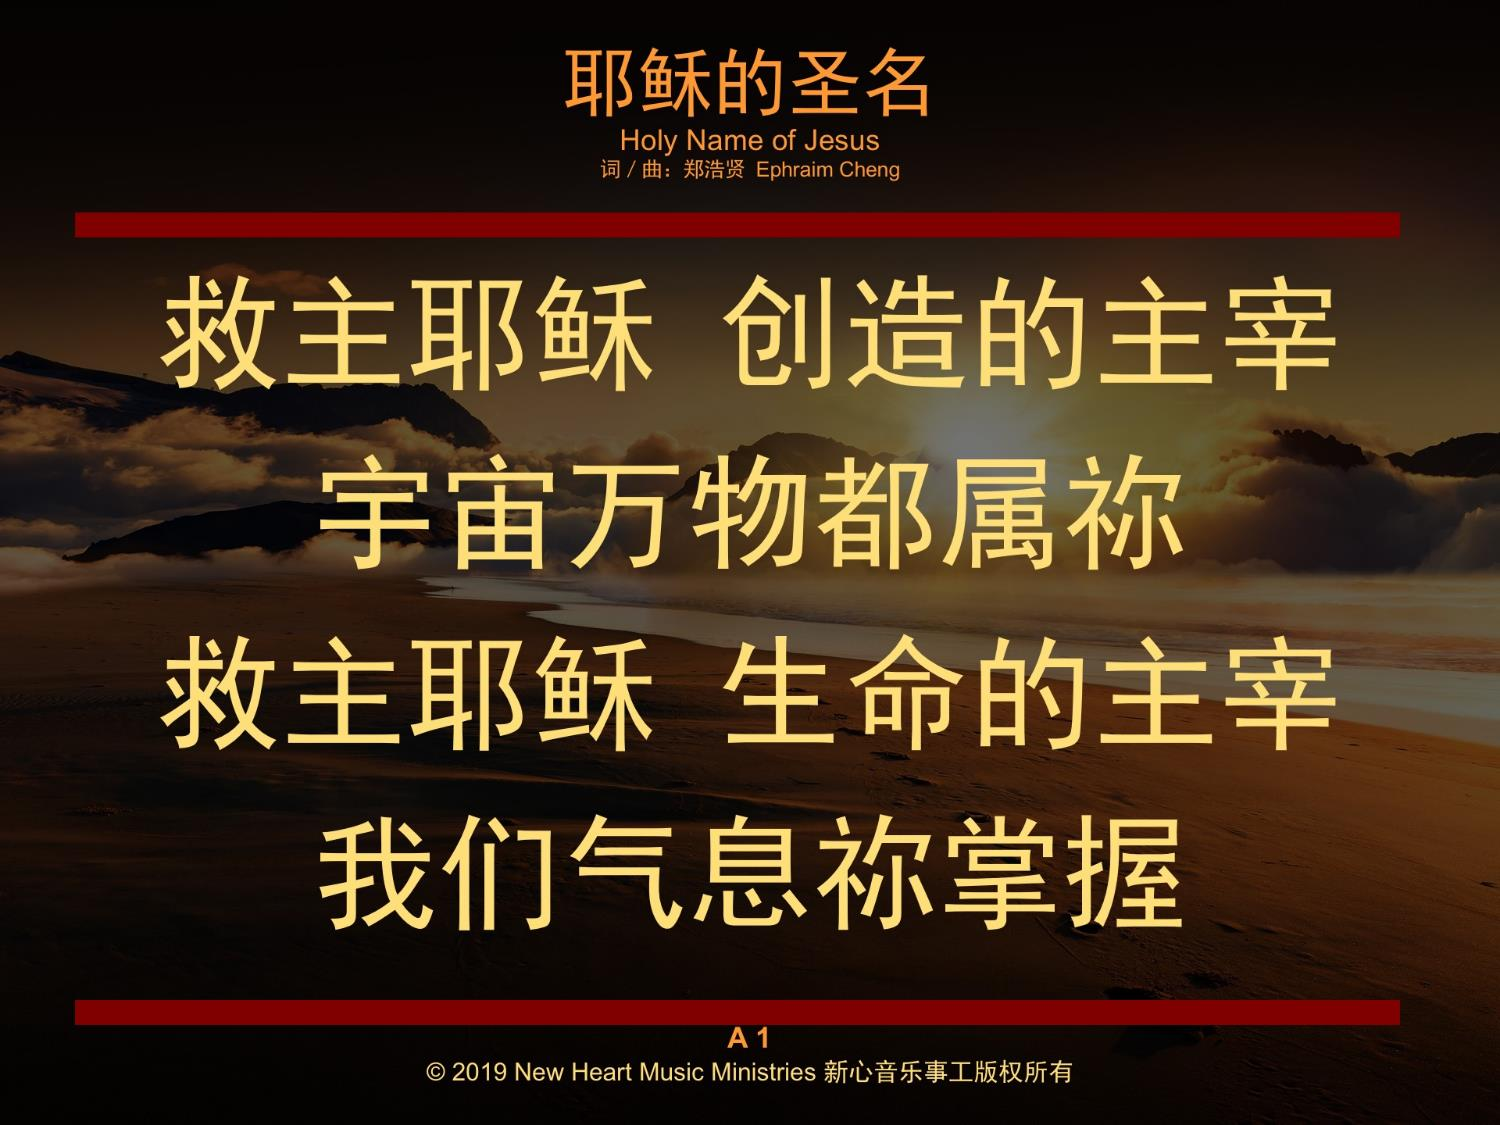 耶稣的圣名
Holy Name of Jesus
词 / 曲：郑浩贤 Ephraim Cheng
救主耶稣 创造的主宰
宇宙万物都属祢
救主耶稣 生命的主宰
我们气息祢掌握
A 1
© 2019 New Heart Music Ministries 新心音乐事工版权所有